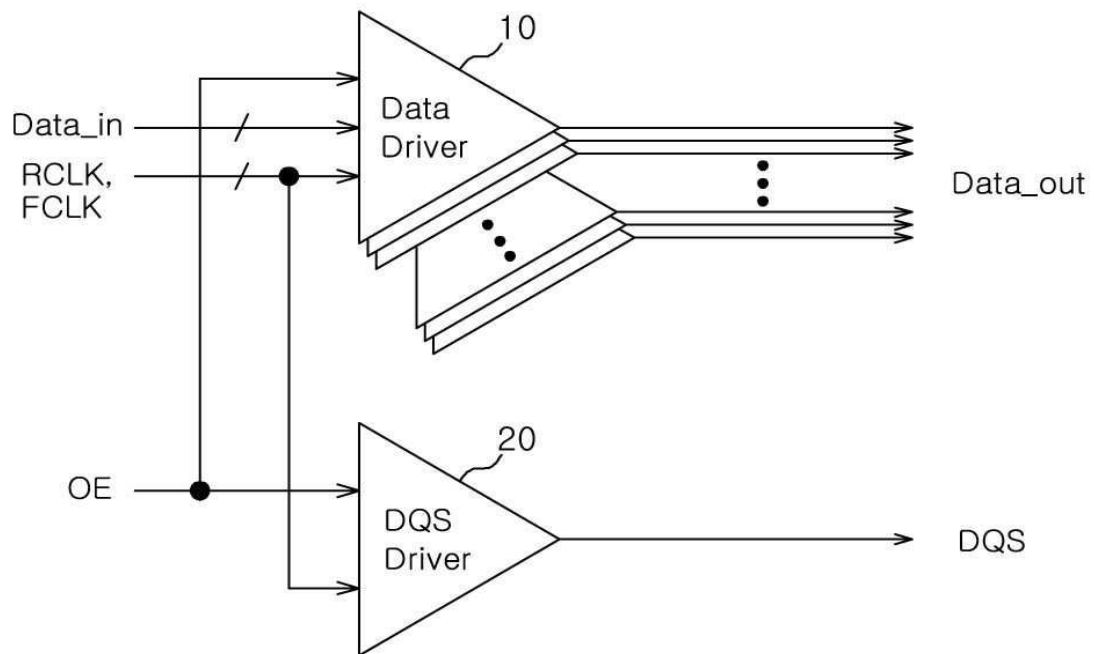 10
Data
Driver
Data_in
RCLK,
FCLK
Data_out
20
OE
DQS
Driver
DQS